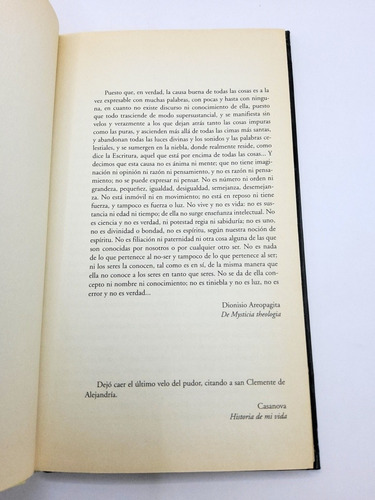 Puesto que, en verdad, la causa buena de todas las cosas es a la
vez expresable con muchas palabras, con pocas y hasta con ningu-
na, en cuanto no existe discurso ni conocimiento de ella, puesto
que todo trasciende de modo supersustancial, y se manifiesta sin
velos y verazmente a los que dejan atrás tanto las cosas impuras
como las puras, y ascienden más allá de todas las cimas más santas,
y abandonan todas las luces divinas y los sonidos y las palabras ce-
lestiales, y se sumergen en la niebla, donde realmente reside, como
dice la Escritura, aquel que está por encima de todas las cosas... Y
decimos que esta causa no es ánima ni mente; que no tiene imagi-
nación ni opinión ni razón ni pensamiento, y no es razón ni pensa-
miento; no se puede expresar ni pensar. No es número ni orden ni
grandeza, pequeñez, igualdad, desigualdad, semejanza, desemejan-
za. No está inmóvil ni en movimiento; no está en reposo ni tiene
fuerza, y tampoco es fuerza o luz. No vive y no es vida; no es sus-
tancia ni edad ni tiempo; de ella no surge enseñanza intelectual. No
es ciencia y no es verdad, ni potestad regia ni sabiduría; no es uno,
no es divinidad o bondad, no es espíritu, según nuestra noción de
espíritu. No es filiación ni paternidad ni otra cosa alguna de las que
son conocidas por nosotros o por cualquier otro ser. No es nada
de lo que pertenece al no-ser y tampoco de lo que pertenece al ser;
ni los seres la conocen, tal como es en sí, de la misma manera que
ella no conoce a los seres en tanto que seres. No se da de ella con-
cepto ni nombre ni conocimiento; no es tiniebla y no es luz, no es
error y no es verdad...
Dionisio Areopagita
De Mysticia theologia
Dejó caer el último velo del pudor, citando a san Clemente de
Alejandría.
Casanova
Historia de mi vida